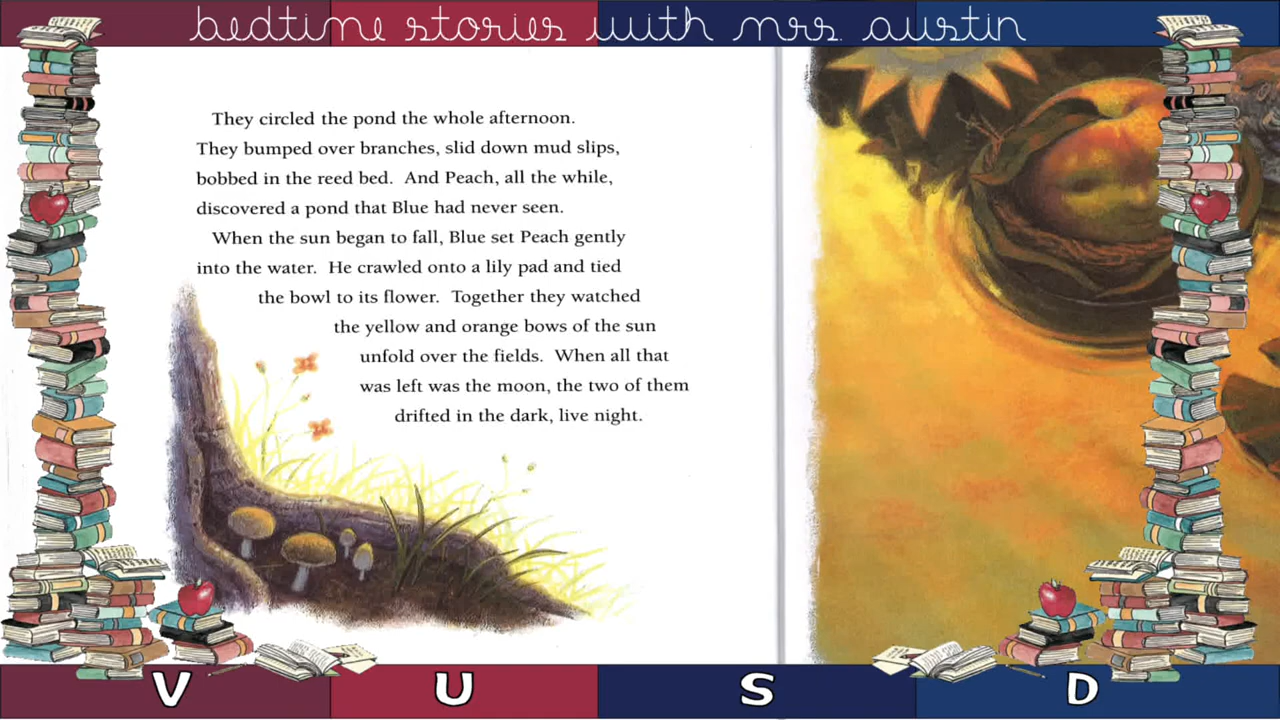 bedtime stories with mrs. austin
They circled the pond the whole afternoon.
They bumped over branches, slid down mud slips,
bobbed in the reed bed. And Peach, all the while,
discovered a pond that Blue had never seen.
When the sun began to fall, Blue set Peach gently
into the water. He crawled onto a lily pad and tied
the bowl to its flower. Together they watched
the yellow and orange bows of the sun
unfold over the fields. When all that
was left was the moon, the two of them
drifted in the dark, live night.
V U S D